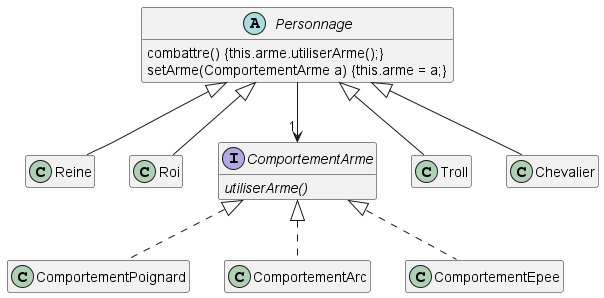 A Personnage
combattre() {this.arme.utiliserArme();}
setArme(ComportementArme a) {this.arme = a;}
1
C Reine
C Roi
I ComportementArme
utiliserArme()
C Troll
C Chevalier
C ComportementPoignard
C ComportementArc
C ComportementEpee